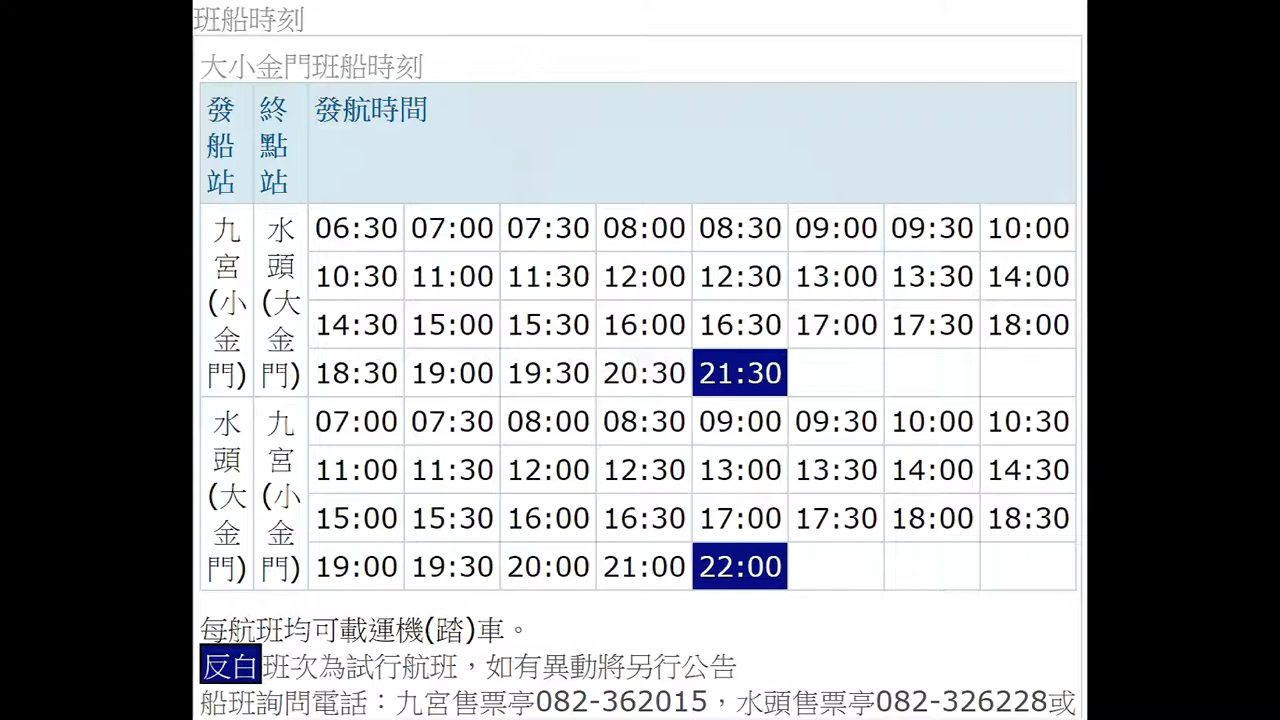 班船時刻
大小金門班船時刻
發船站 終點站 發航時間
九宮(小金門) 水頭(大金門) 06:30 07:00 07:30 08:00 08:30 09:00 09:30 10:00
10:30 11:00 11:30 12:00 12:30 13:00 13:30 14:00
14:30 15:00 15:30 16:00 16:30 17:00 17:30 18:00
18:30 19:00 19:30 20:30 21:30
水頭(大金門) 九宮(小金門) 07:00 07:30 08:00 08:30 09:00 09:30 10:00 10:30
11:00 11:30 12:00 12:30 13:00 13:30 14:00 14:30
15:00 15:30 16:00 16:30 17:00 17:30 18:00 18:30
19:00 19:30 20:00 21:00 22:00
每航班均可載運機(踏)車。
反白班次為試行航班，如有異動將另行公告
船班詢問電話：九宮售票亭082-362015，水頭售票亭082-326228或